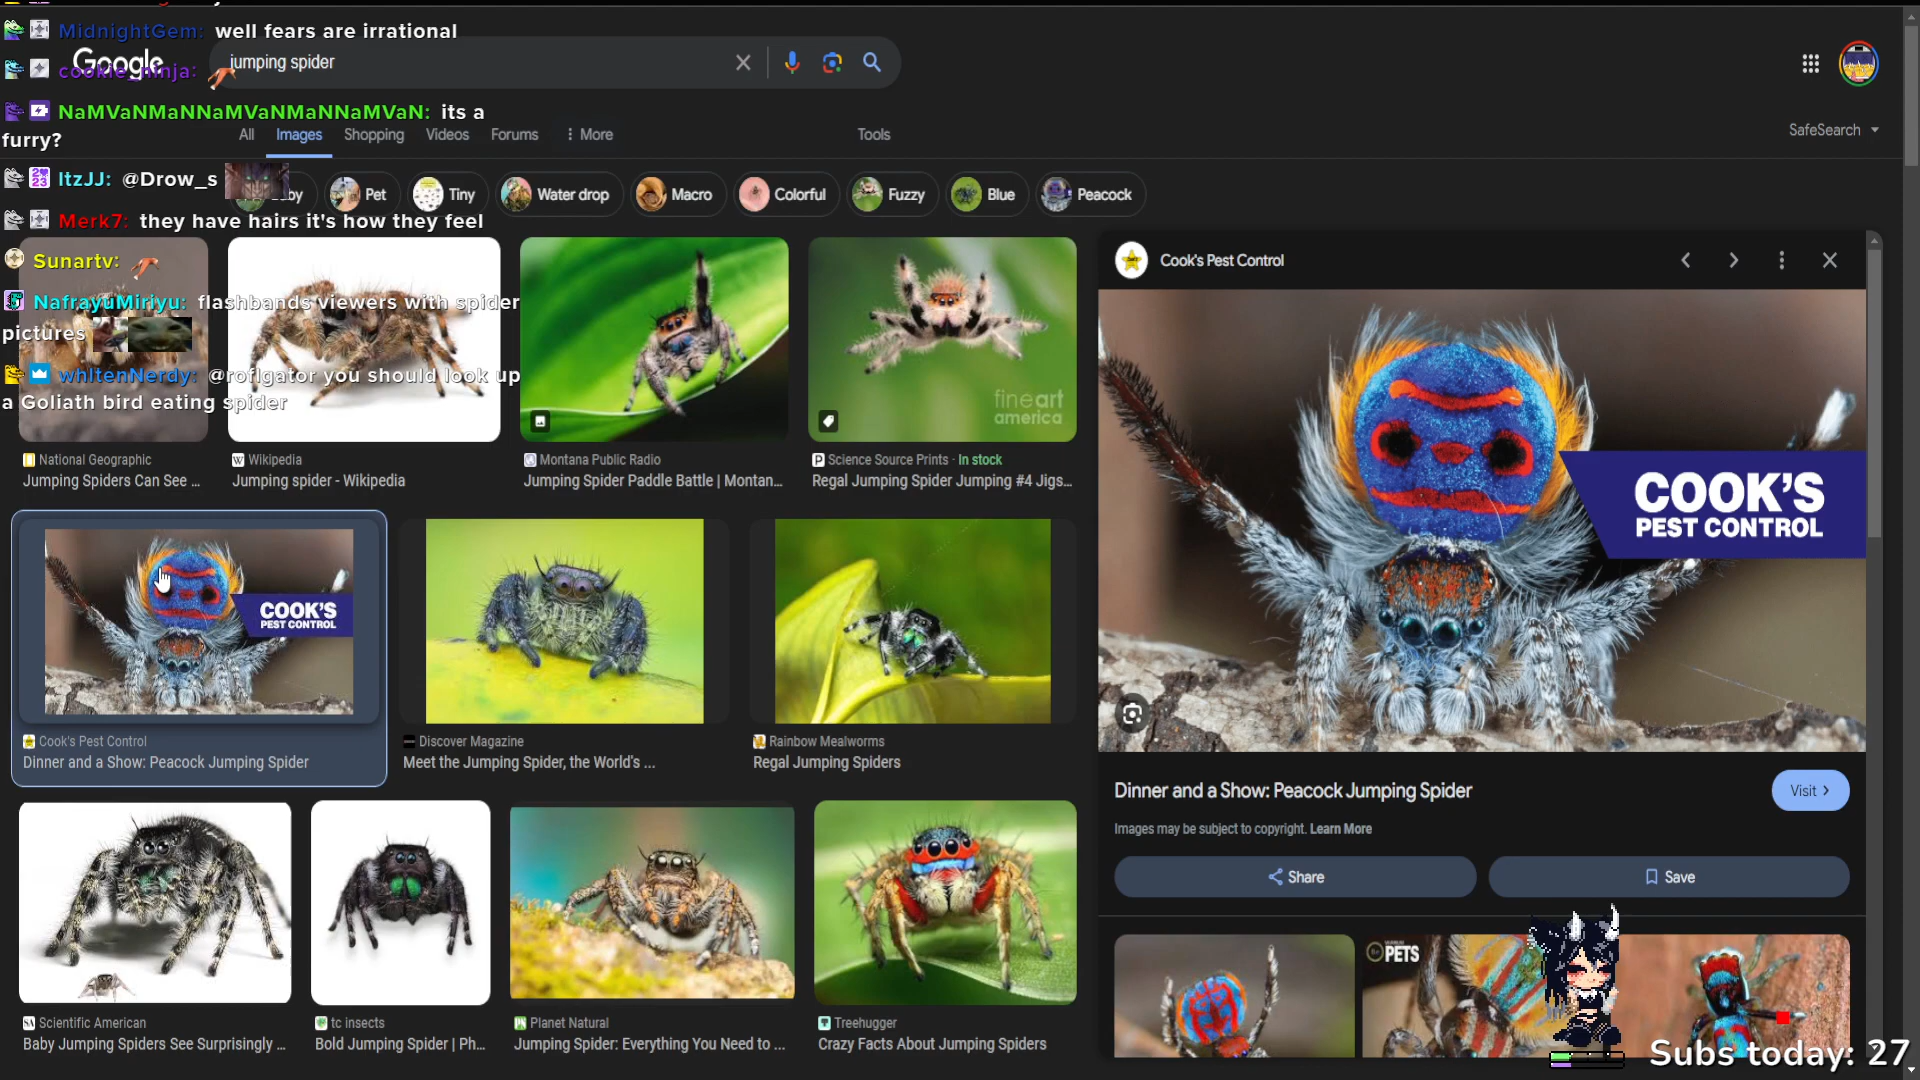 MidnightGem: well fears are irrational
Google
cookie_ninja:
jumping spider
NaMVaNMaNNaMVaNMaNNaMVaN: its a
furry?
All
Images
Shopping
Videos
Forums
More
Tools
SafeSearch
ItzJJ: @Drow_s
Pet
Tiny
Water drop
Macro
Colorful
Fuzzy
Blue
Peacock
Merk7: they have hairs it's how they feel
Sunartv:
NafrayuMiriyu: flashbands viewers with spider
pictures
whItenNerdy: @roflgator you should look up
a Goliath bird eating spider
fineart
america
National Geographic
Jumping Spiders Can See ...
Wikipedia
Jumping spider - Wikipedia
Montana Public Radio
Jumping Spider Paddle Battle | Montan...
Science Source Prints · In stock
Regal Jumping Spider Jumping #4 Jigs...
COOK'S
PEST CONTROL
Cook's Pest Control
Dinner and a Show: Peacock Jumping Spider
Discover Magazine
Meet the Jumping Spider, the World's ...
Rainbow Mealworms
Regal Jumping Spiders
Scientific American
Baby Jumping Spiders See Surprisingly ...
tc insects
Bold Jumping Spider | Ph...
Planet Natural
Jumping Spider: Everything You Need to ...
Treehugger
Crazy Facts About Jumping Spiders
Cook's Pest Control
COOK'S
PEST CONTROL
Dinner and a Show: Peacock Jumping Spider
Visit
Images may be subject to copyright. Learn More
Share
Save
PETS
Subs today: 27